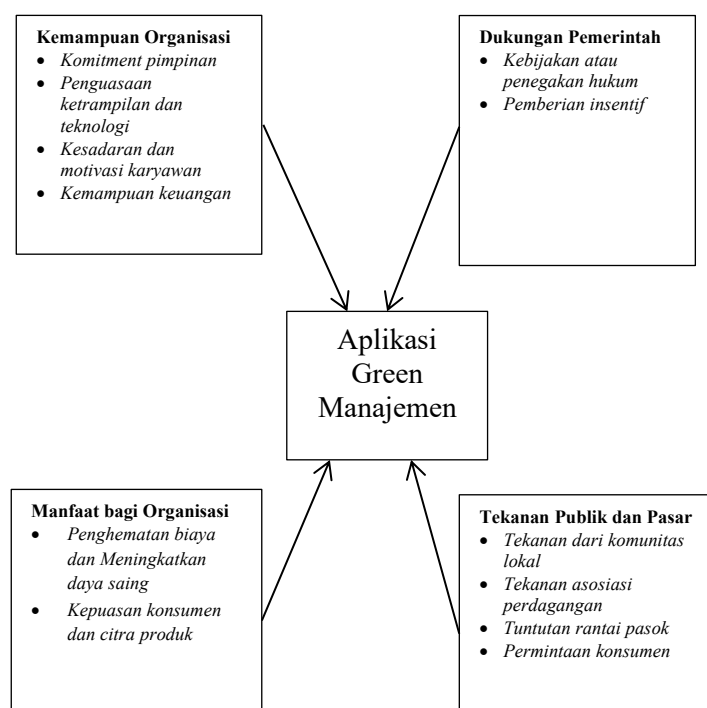 Kemampuan Organisasi
• Komitment pimpinan
• Penguasaan
ketrampilan dan
teknologi
• Kesadaran dan
motivasi karyawan
• Kemampuan keuangan
Dukungan Pemerintah
• Kebijakan atau
penegakan hukum
• Pemberian insentif
Aplikasi
Green
Manajemen
Manfaat bagi Organisasi
• Penghematan biaya
dan Meningkatkan
daya saing
• Kepuasan konsumen
dan citra produk
Tekanan Publik dan Pasar
• Tekanan dari komunitas
lokal
• Tekanan asosiasi
perdagangan
• Tuntutan rantai pasok
• Permintaan konsumen